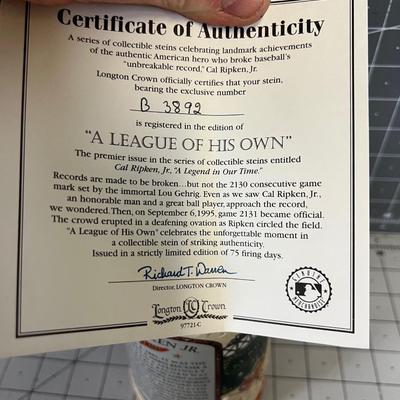 Certificate of Authenticity
A series of collectible steins celebrating landmark achievements
of the authentic American hero who broke baseball's
"unbreakable record," Cal Ripken, Jr.
Longton Crown officially certifies that your stein,
bearing the exclusive number
B 3892
is registered in the edition of
"A LEAGUE OF HIS OWN"
The premier issue in the series of collectible steins entitled
Cal Ripken, Jr., "A Legend in Our Time."
Records are made to be broken...but not the 2130 consecutive game
mark set by the immortal Lou Gehrig. Even as we saw Cal Ripken, Jr.,
an honorable man and a great ball player, approach the record,
we wondered. Then, on September 6, 1995, game 2131 became official.
The crowd erupted in a deafening ovation as Ripken circled the field.
"A League of His Own" celebrates the unforgettable moment in
a collectible stein of striking authenticity.
Issued in a strictly limited edition of 75 firing days.
Richard T. Warren
Director, LONGTON CROWN
Longton LC Crown
97721-C
GENUINE
MERCHANDISE
EN JR.